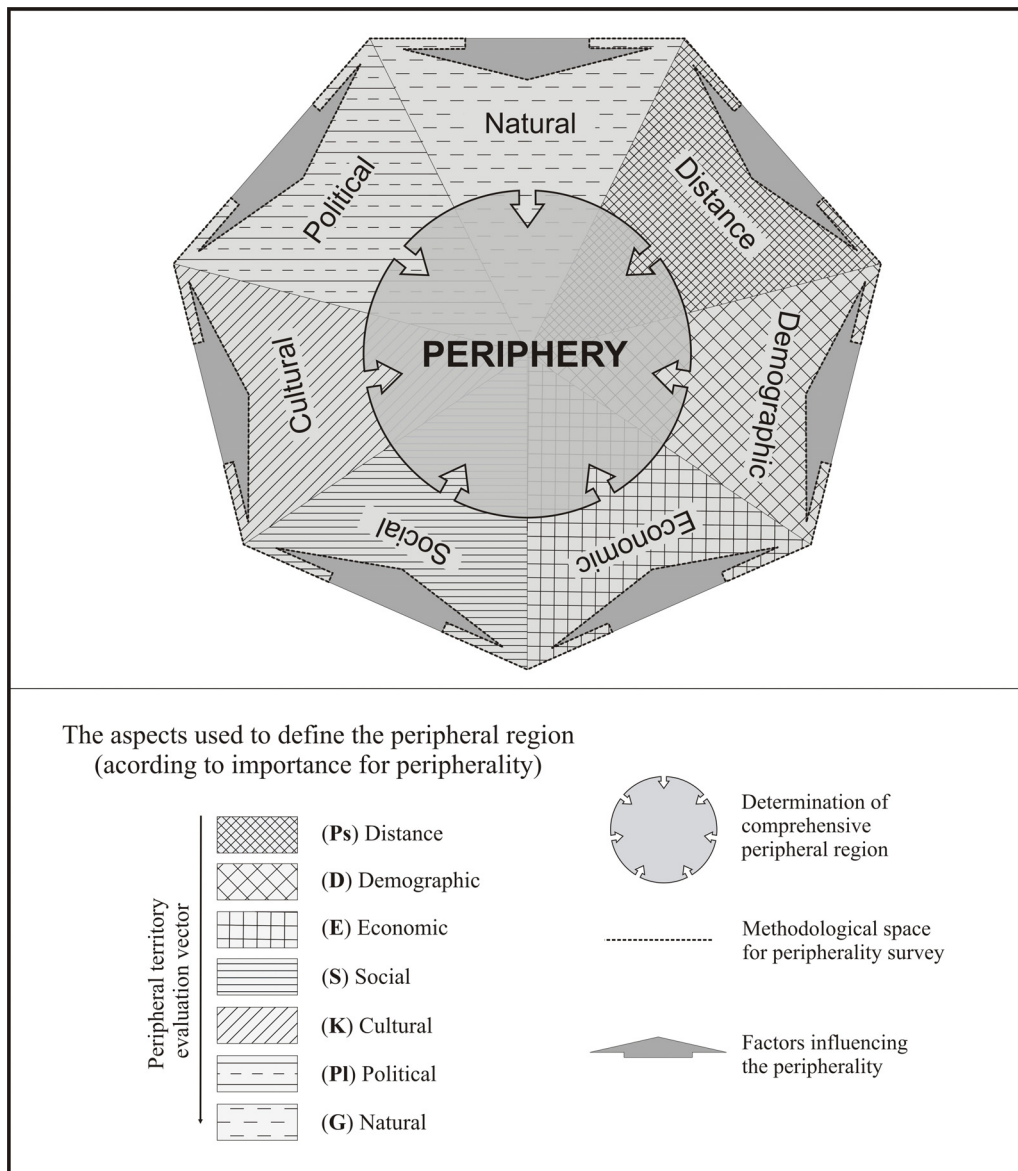 Natural
Distance
Demographic
Economic
Social
Cultural
Political
PERIPHERY
The aspects used to define the peripheral region
(acording to importance for peripherality)
Peripheral territory
evaluation vector
(Ps) Distance
(D) Demographic
(E) Economic
(S) Social
(K) Cultural
(Pl) Political
(G) Natural
Determination of
comprehensive
peripheral region
Methodological space
for peripherality survey
Factors influencing
the peripherality